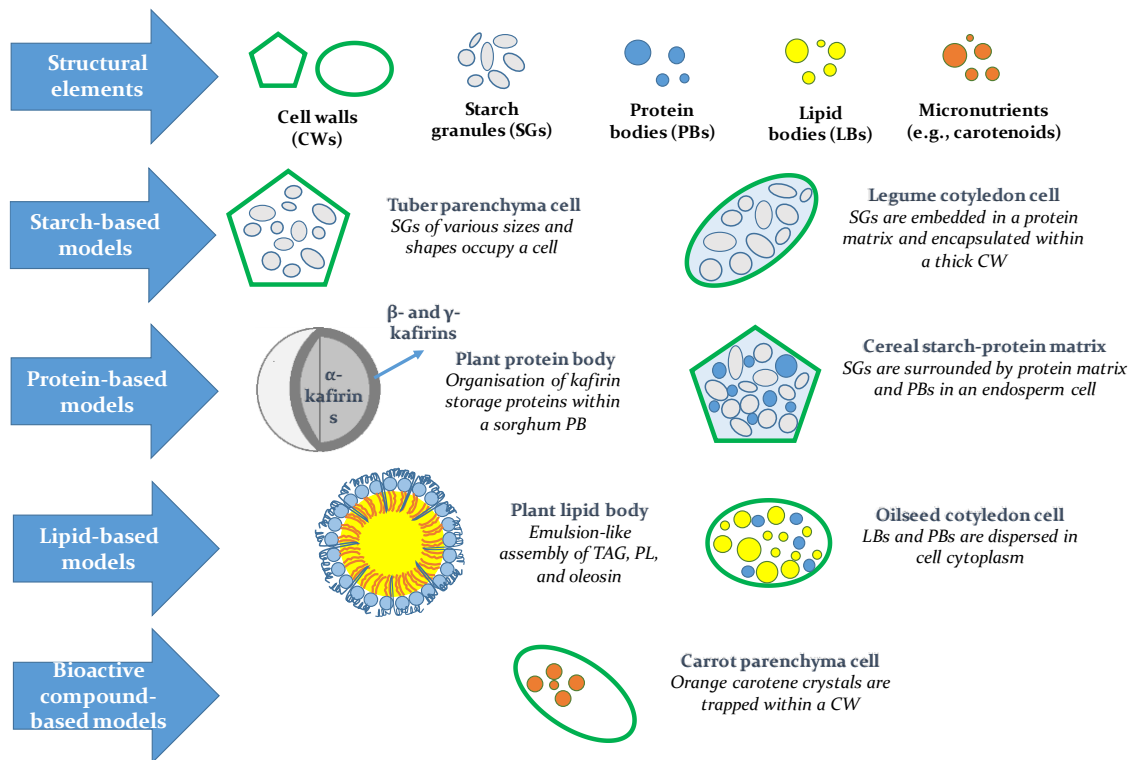 Structural
elements
Cell walls
(CWs)
Starch
granules (SGs)
Protein
bodies (PBs)
Lipid
bodies (LBs)
Micronutrients
(e.g., carotenoids)
Starch-based
models
Tuber parenchyma cell
SGs of various sizes and
shapes occupy a cell
Legume cotyledon cell
SGs are embedded in a protein
matrix and encapsulated within
a thick CW
Protein-based
models
α-
kafirin
s
β- and γ-
kafirins
Plant protein body
Organisation of kafirin
storage proteins within
a sorghum PB
Cereal starch-protein matrix
SGs are surrounded by protein matrix
and PBs in an endosperm cell
Lipid-based
models
Plant lipid body
Emulsion-like
assembly of TAG, PL,
and oleosin
Oilseed cotyledon cell
LBs and PBs are dispersed in
cell cytoplasm
Bioactive
compound-
based models
Carrot parenchyma cell
Orange carotene crystals are
trapped within a CW